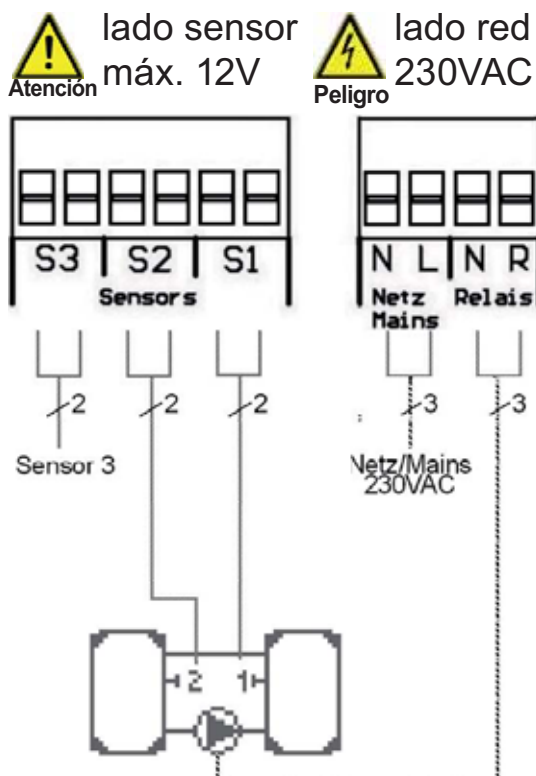 lado sensor
máx. 12V
Atención
lado red
230VAC
Peligro
S3 S2 S1
Sensors
N L N R
Netz Relais
Mains
2 2 2 3 3
Sensor 3
Netz/Mains
230VAC
2 1